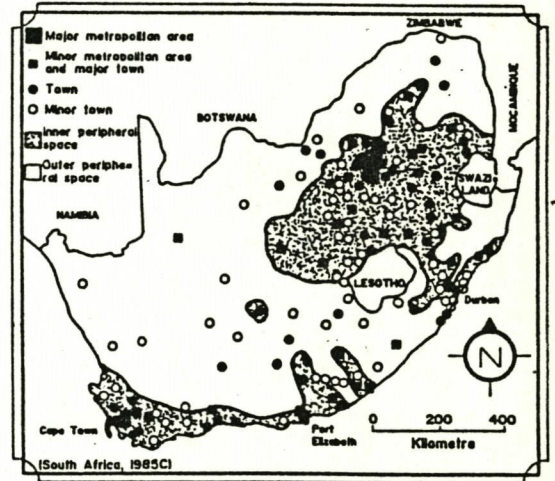 ZIMBABWE
Major metropolitan area
Minor metropolitan area
and major town
Town
Minor town
Inner peripheral
space
Outer periphe-
ral space
BOTSWANA
MOCAMBIQUE
NAMIBIA
SWAZI-
LAND
LESOTHO
Durban
N
Cape Town
Port
Elizabeth
0 200 400
Kilometre
(South Africa, 1985C)